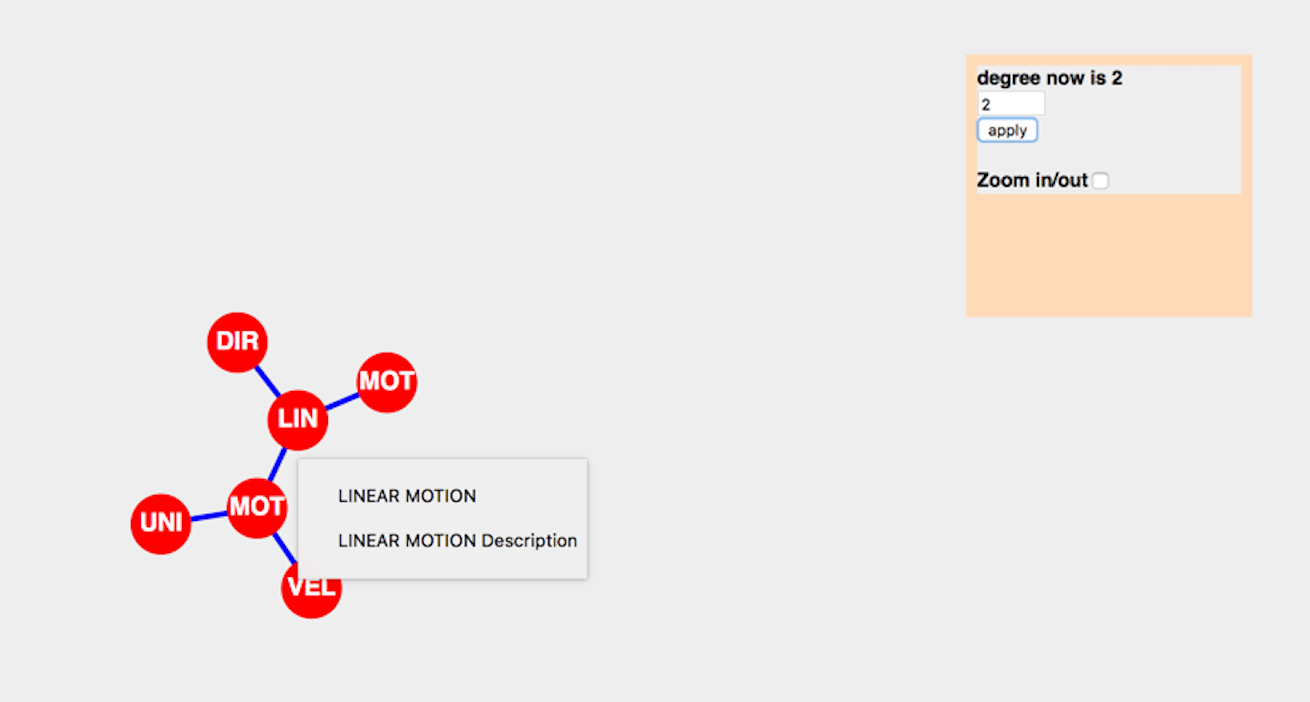 degree now is 2
2
apply
Zoom in/out
DIR
MOT
LIN
LINEAR MOTION
MOT
UNI
LINEAR MOTION Description
VEL